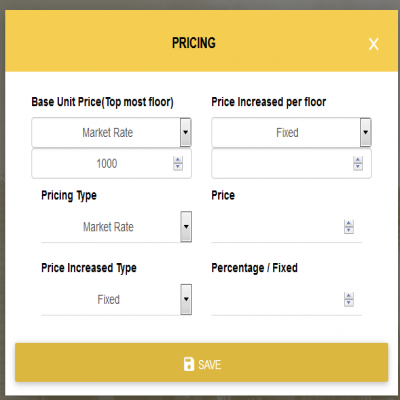 PRICING
X
Base Unit Price(Top most floor) Price Increased per floor
Market Rate Fixed
1000
Pricing Type Price
Market Rate
Price Increased Type Percentage / Fixed
Fixed
SAVE